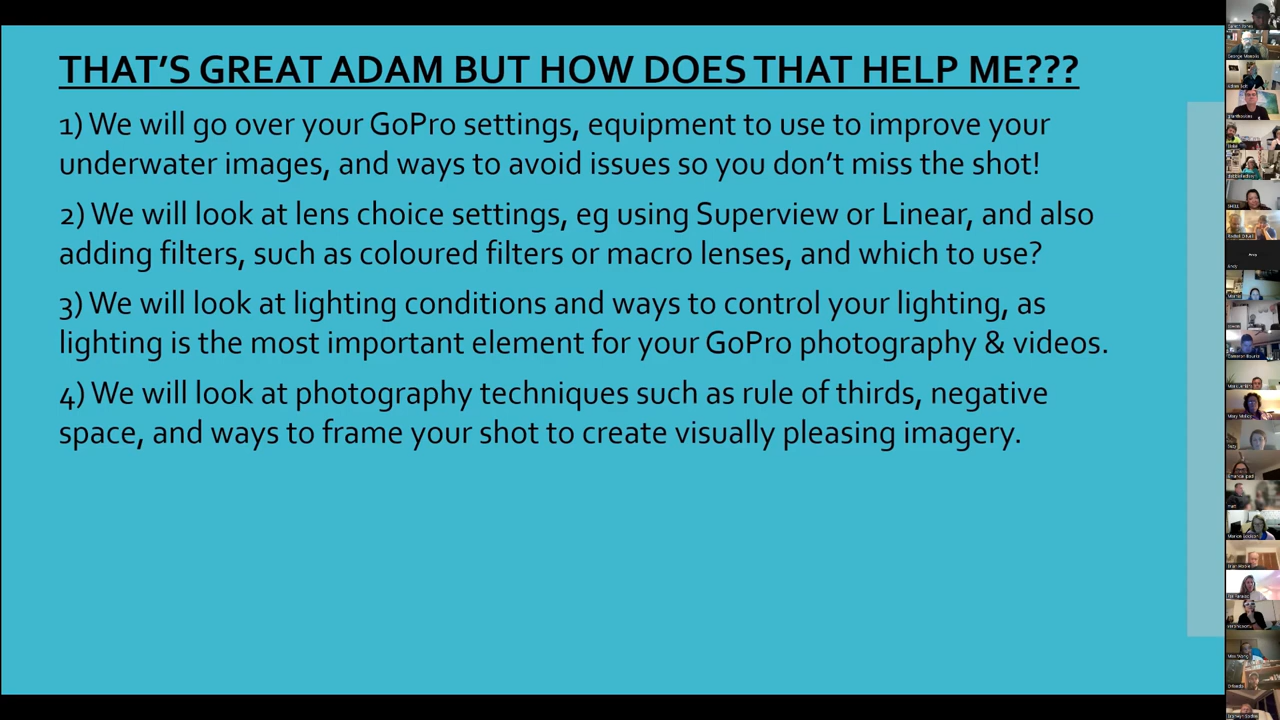 THAT'S GREAT ADAM BUT HOW DOES THAT HELP ME???
1) We will go over your GoPro settings, equipment to use to improve your
underwater images, and ways to avoid issues so you don't miss the shot!
2) We will look at lens choice settings, eg using Superview or Linear, and also
adding filters, such as coloured filters or macro lenses, and which to use?
3) We will look at lighting conditions and ways to control your lighting, as
lighting is the most important element for your GoPro photography & videos.
4) We will look at photography techniques such as rule of thirds, negative
space, and ways to frame your shot to create visually pleasing imagery.